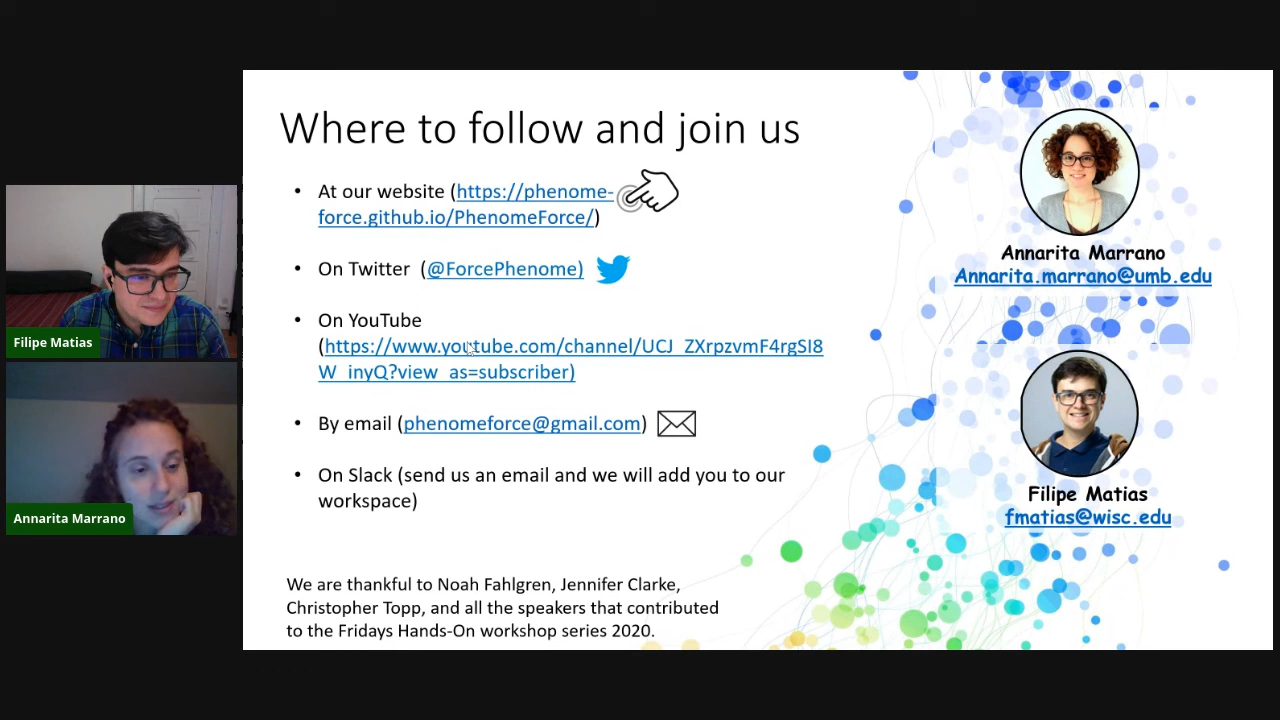 Where to follow and join us
• At our website (https://phenome-
force.github.io/PhenomeForce/)
• On Twitter (@ForcePhenome)
• On YouTube
(https://www.youtube.com/channel/UCJ_ZXrpzvmF4rgSI8
W_inyQ?view_as=subscriber)
• By email (phenomeforce@gmail.com)
• On Slack (send us an email and we will add you to our
workspace)
We are thankful to Noah Fahlgren, Jennifer Clarke,
Christopher Topp, and all the speakers that contributed
to the Fridays Hands-On workshop series 2020.
Annarita Marrano
Annarita.marrano@umb.edu
Filipe Matias
fmatias@wisc.edu
Filipe Matias
Annarita Marrano